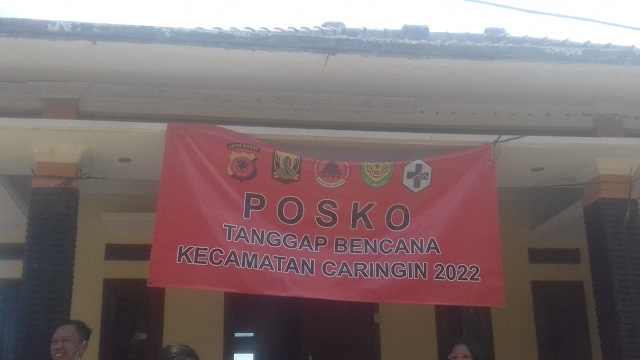 POSKO
TANGGAP BENCANA
KECAMATAN CARINGIN 2022